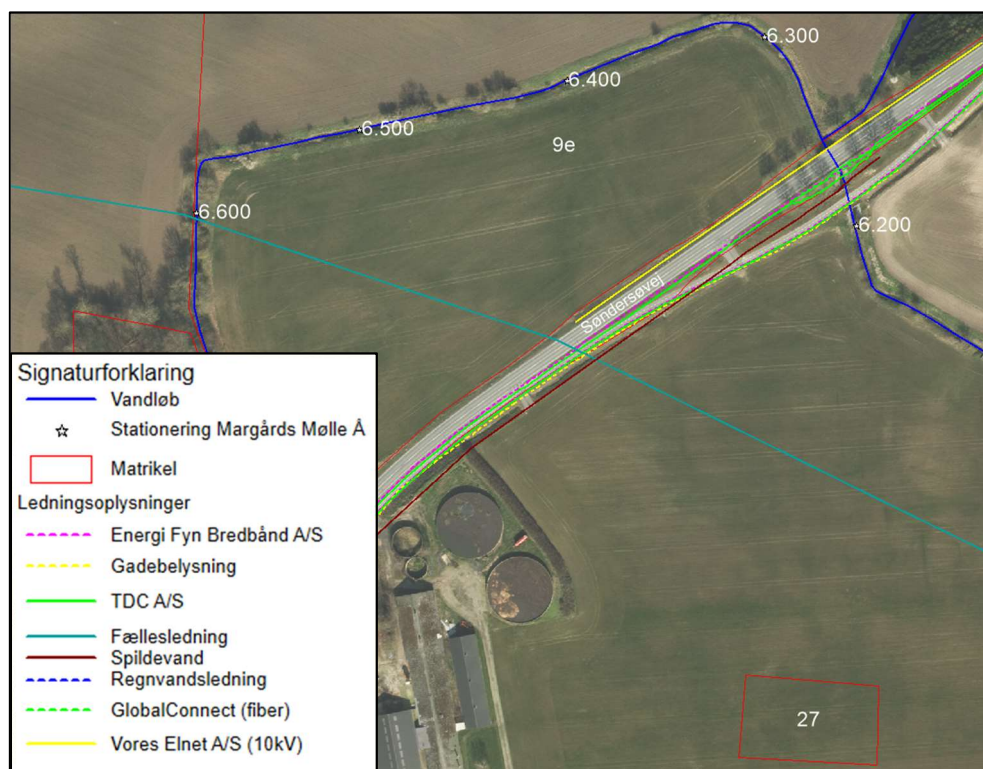 6.300
6.400
6.500
9e
6.600
6.200
Søndersøvej
Signaturforklaring
Vandløb
Stationering Margårds Mølle Å
Matrikel
Ledningsoplysninger
Energi Fyn Bredbånd A/S
Gadebelysning
TDC A/S
Fællesledning
Spildevand
Regnvandsledning
GlobalConnect (fiber)
Vores Elnet A/S (10kV)
27